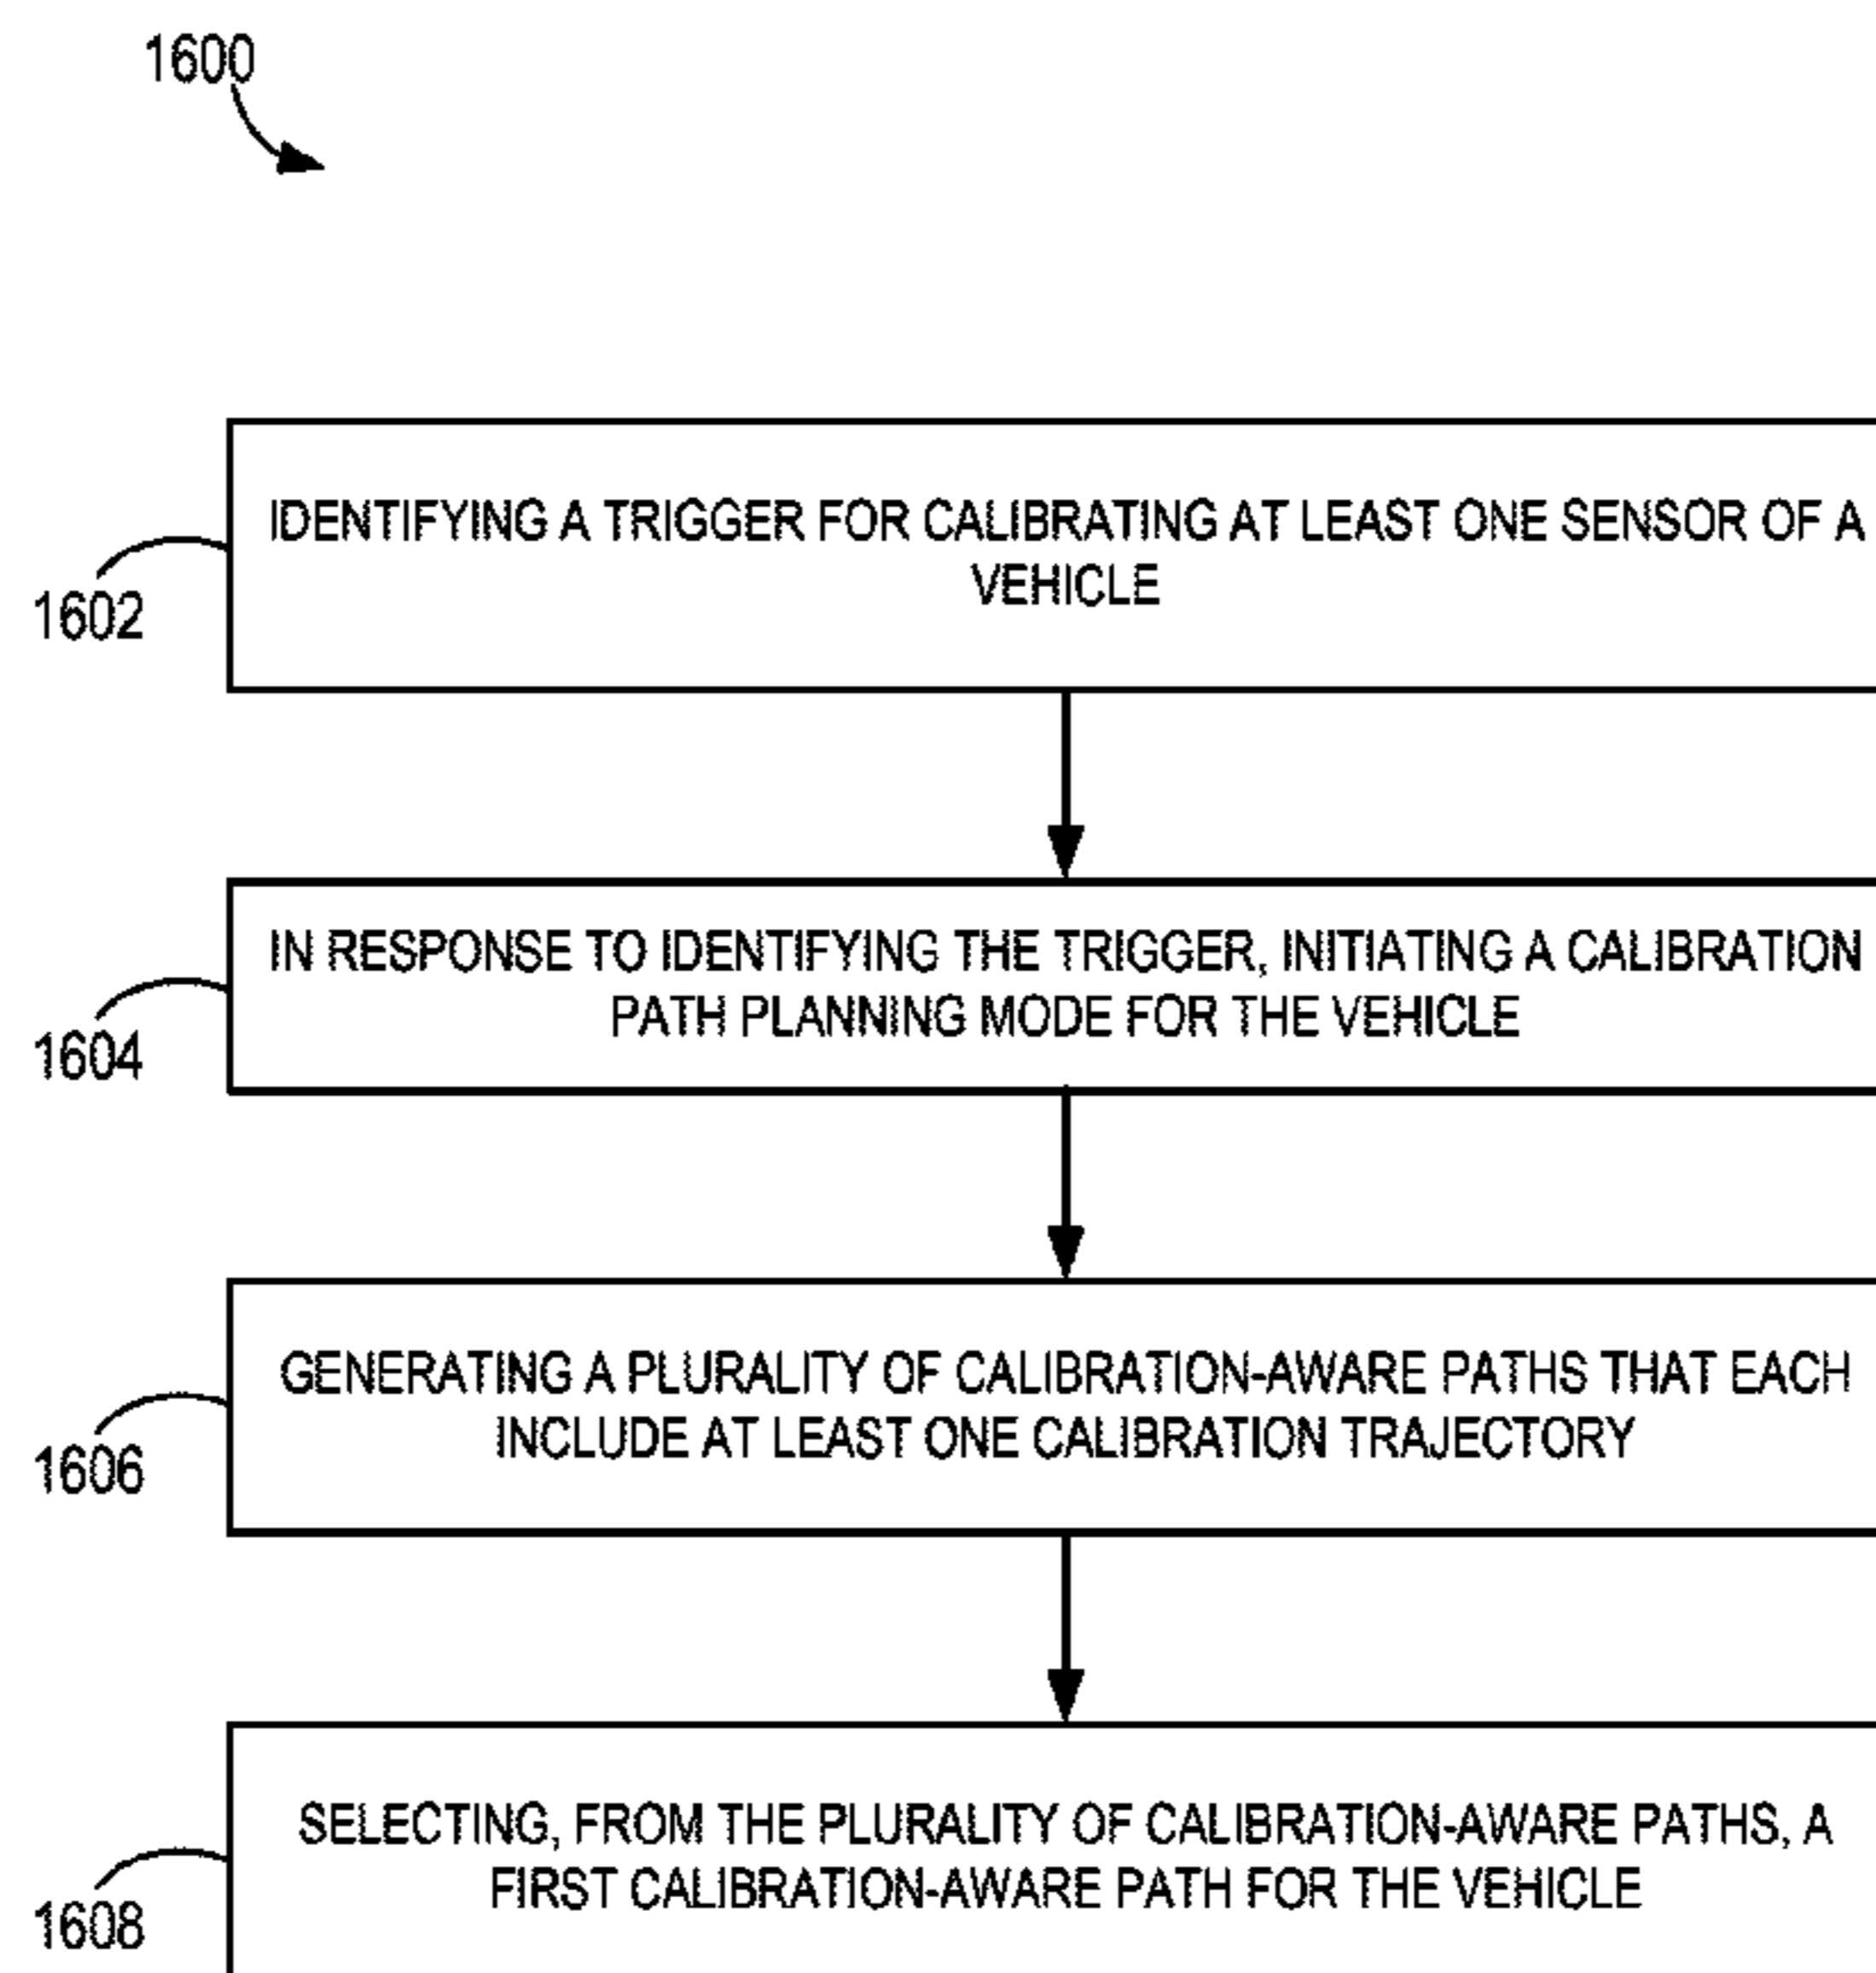 1600
IDENTIFYING A TRIGGER FOR CALIBRATING AT LEAST ONE SENSOR OF A
VEHICLE
1602
IN RESPONSE TO IDENTIFYING THE TRIGGER, INITIATING A CALIBRATION
PATH PLANNING MODE FOR THE VEHICLE
1604
GENERATING A PLURALITY OF CALIBRATION-AWARE PATHS THAT EACH
INCLUDE AT LEAST ONE CALIBRATION TRAJECTORY
1606
SELECTING, FROM THE PLURALITY OF CALIBRATION-AWARE PATHS, A
FIRST CALIBRATION-AWARE PATH FOR THE VEHICLE
1608